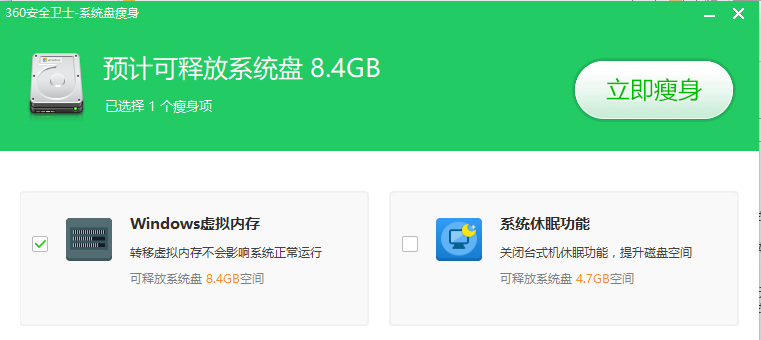 360安全卫士-系统盘瘦身
预计可释放系统盘 8.4GB
已选择 1 个瘦身项
立即瘦身
Windows虚拟内存
转移虚拟内存不会影响系统正常运行
可释放系统盘 8.4GB空间
系统休眠功能
关闭台式机休眠功能，提升磁盘空间
可释放系统盘 4.7GB空间